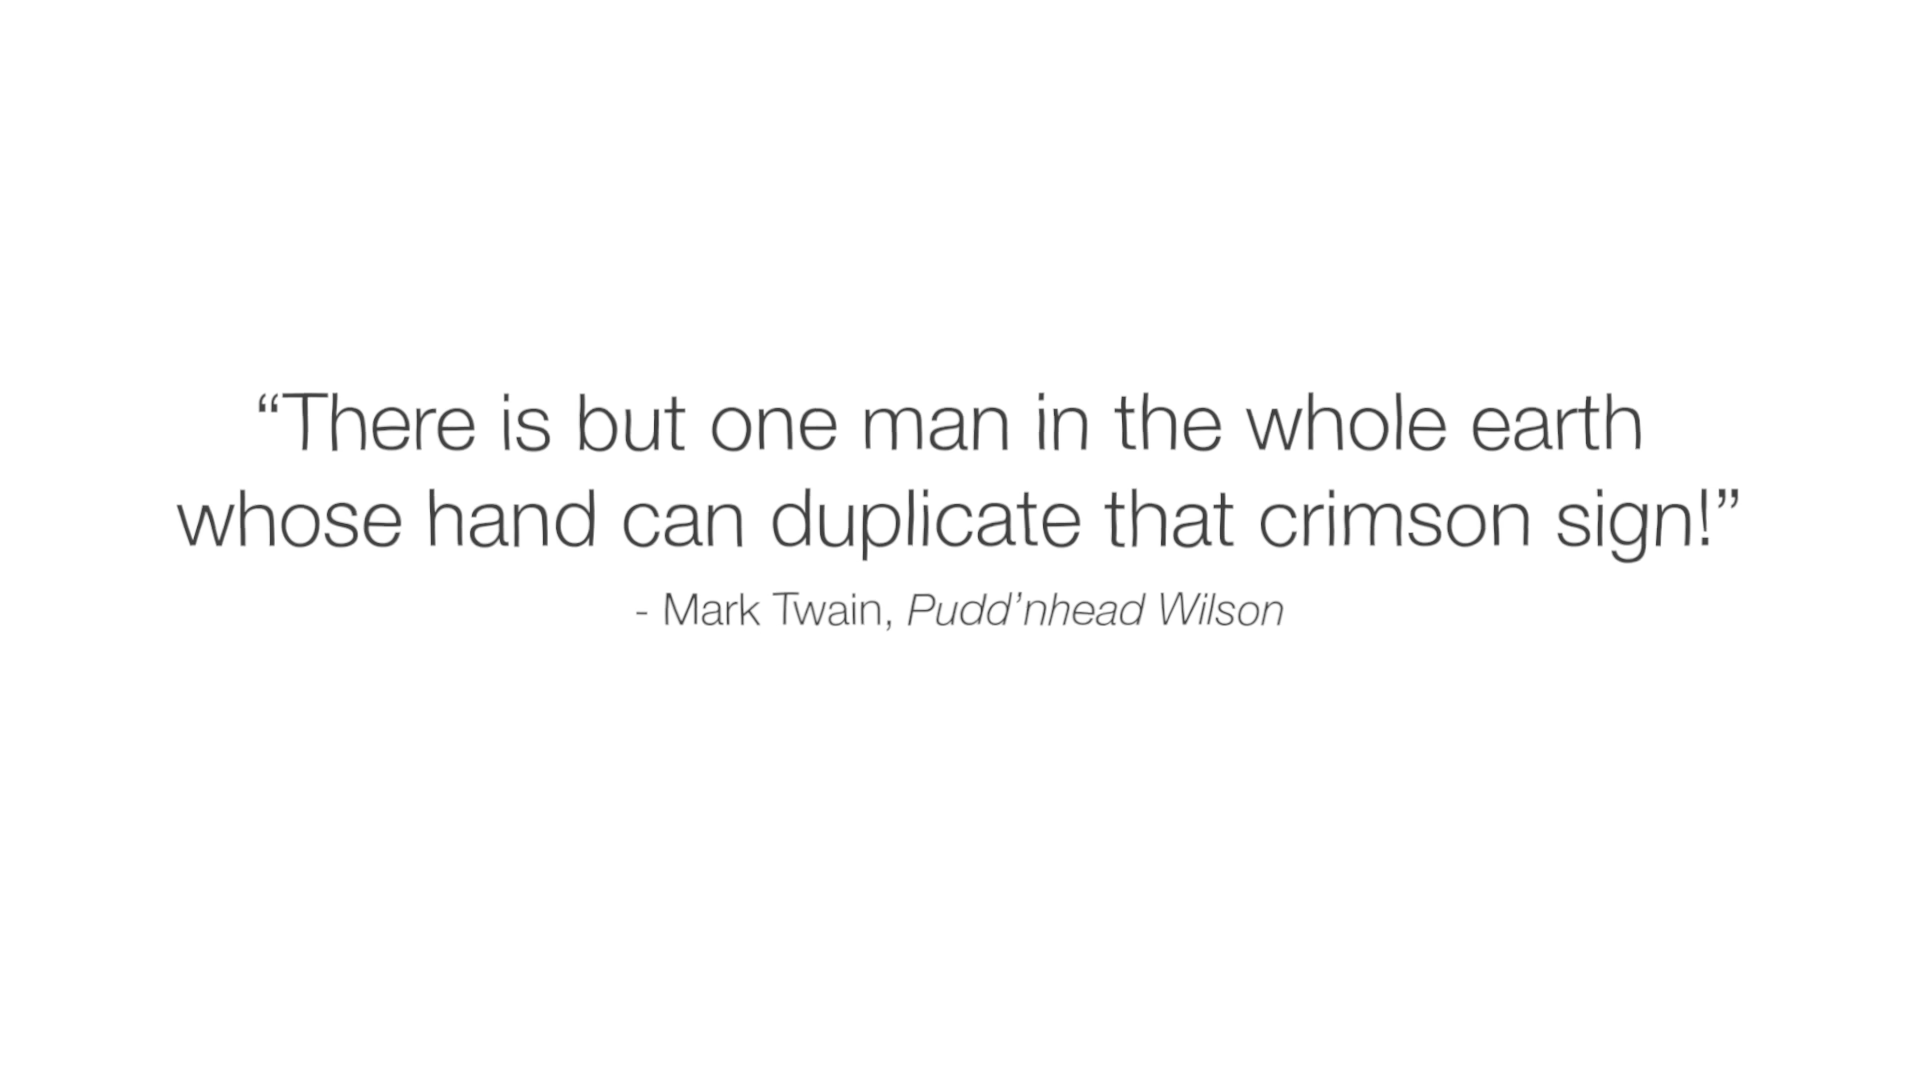 “There is but one man in the whole earth
whose hand can duplicate that crimson sign!”
- Mark Twain, Pudd’nhead Wilson